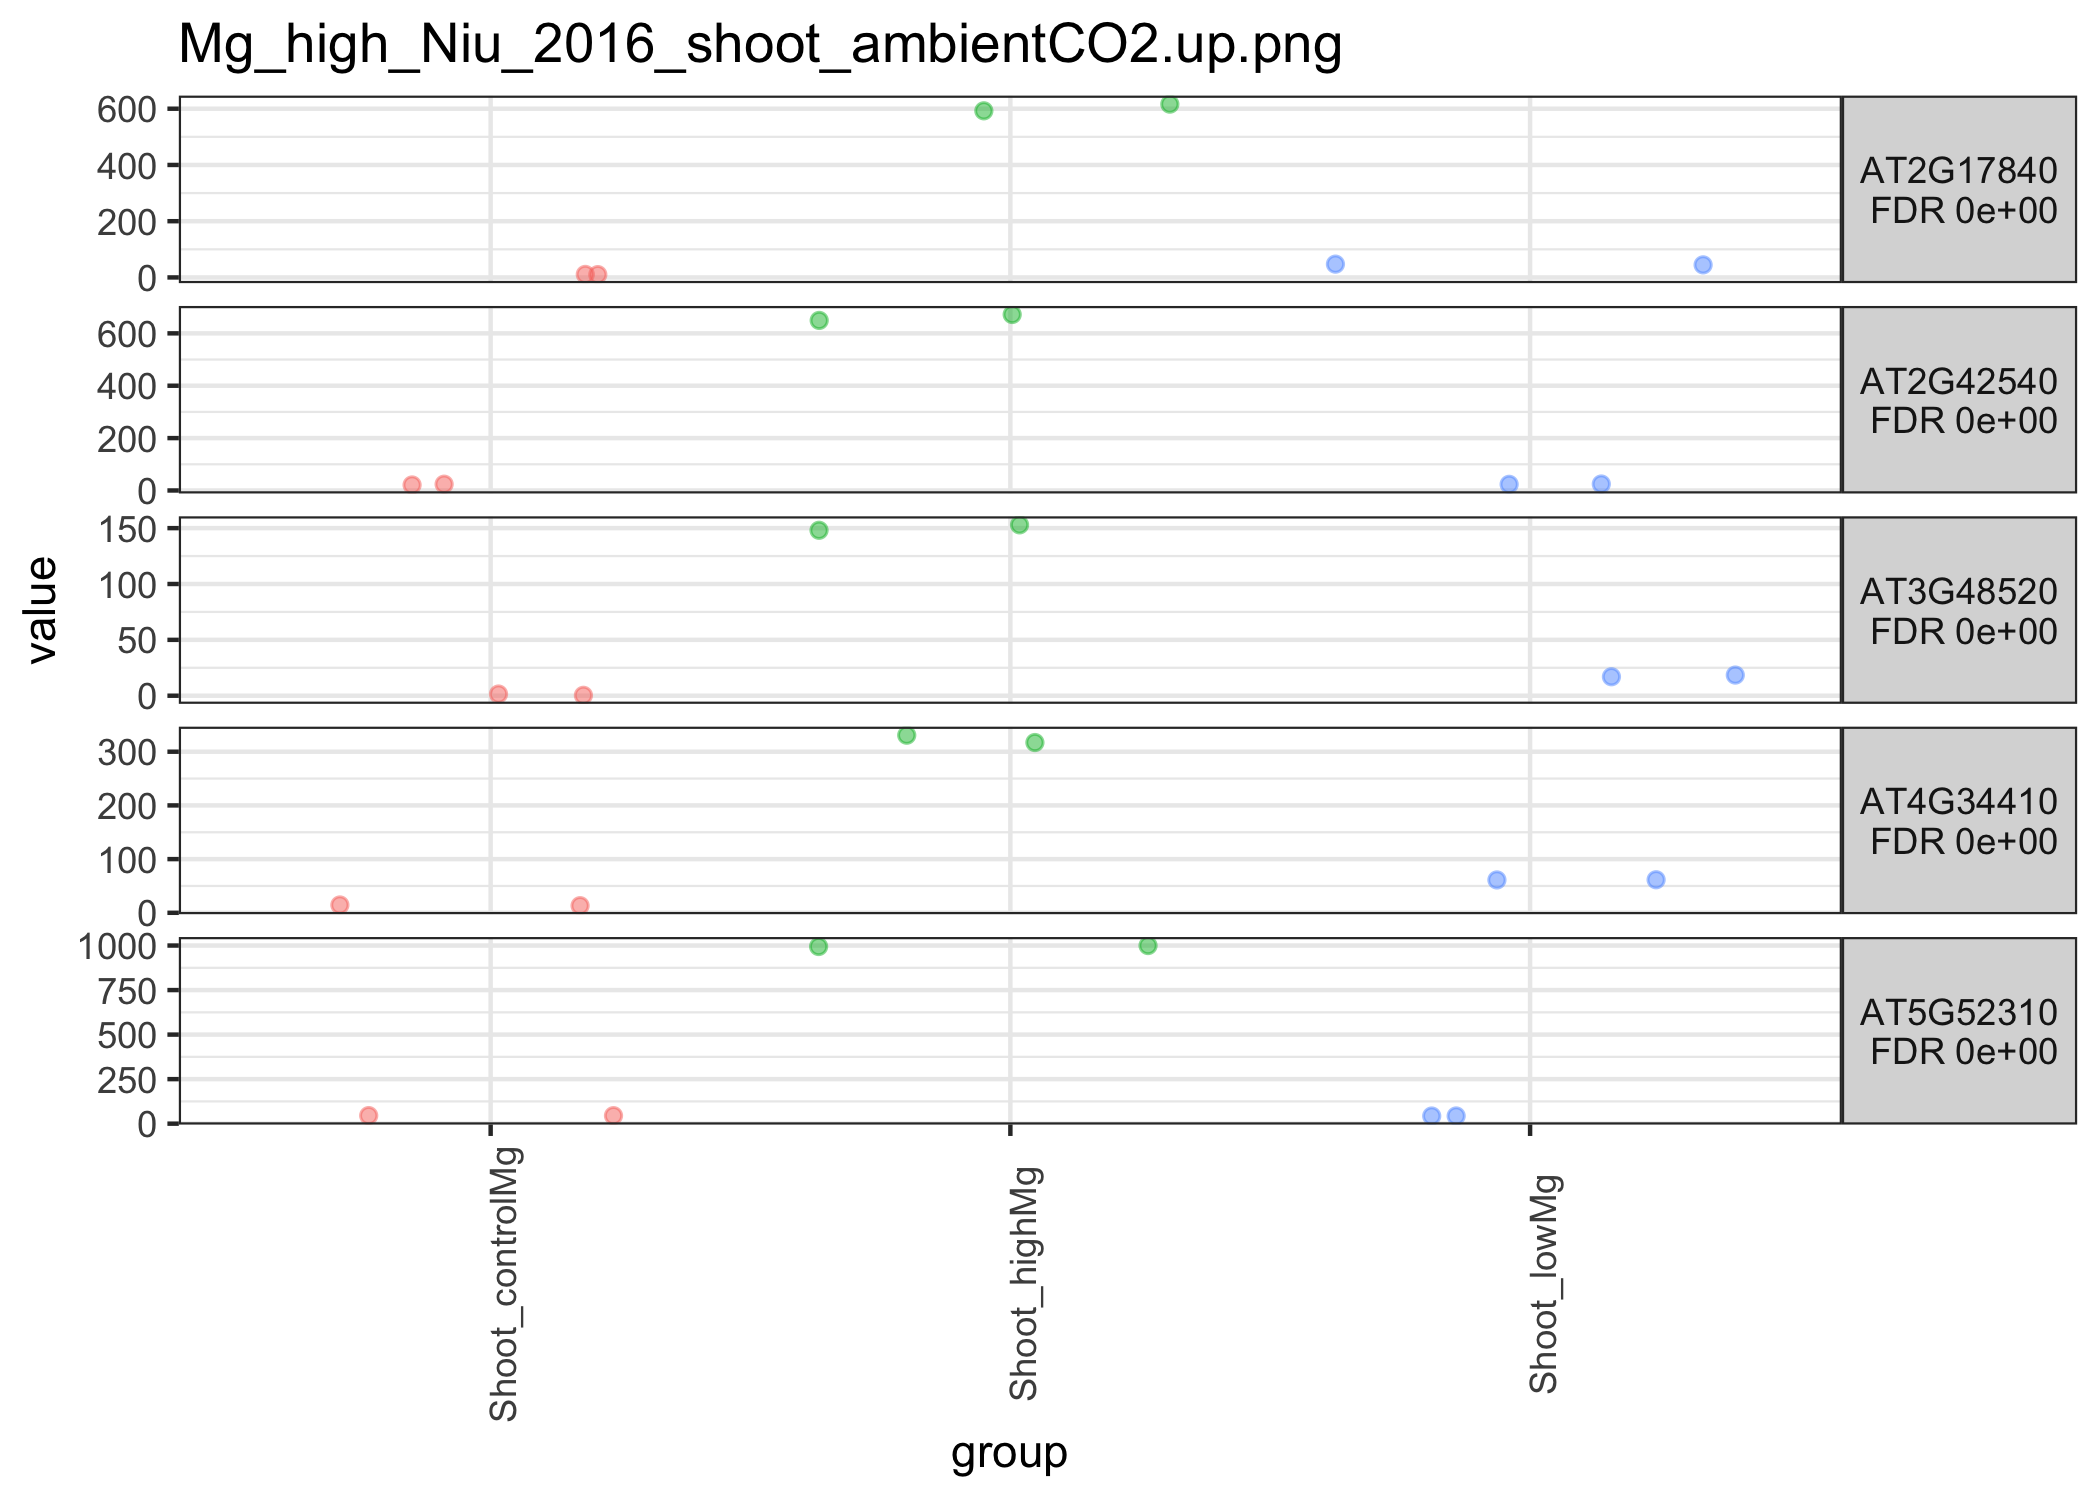 Mg_high_Niu_2016_shoot_ambientCO2.up.png
600
400
200
0
AT2G17840
FDR 0e+00
600
400
200
0
AT2G42540
FDR 0e+00
150
100
50
0
AT3G48520
FDR 0e+00
300
200
100
0
AT4G34410
FDR 0e+00
1000
750
500
250
0
AT5G52310
FDR 0e+00
value
Shoot_controlMg
Shoot_highMg
Shoot_lowMg
group